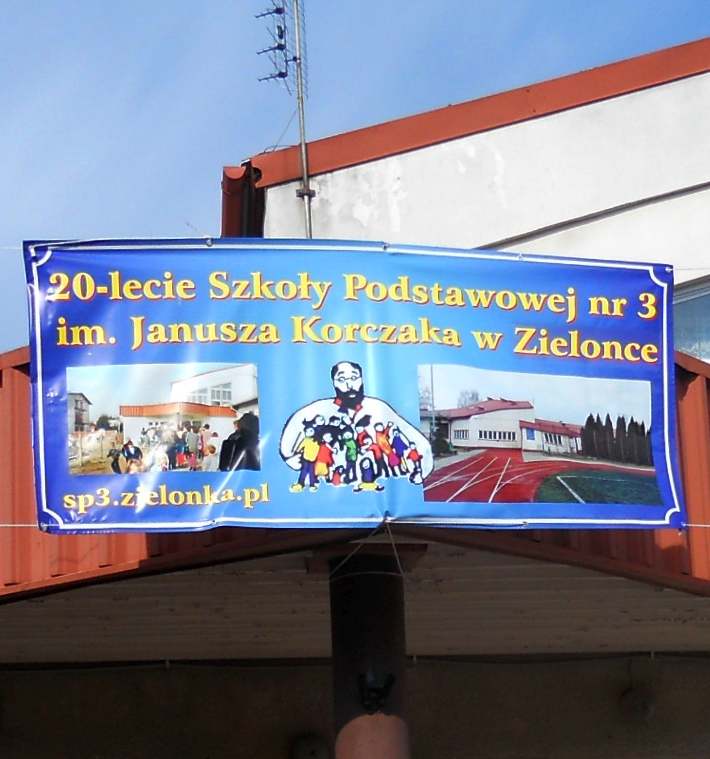 20-lecie Szkoły Podstawowej nr 3
im. Janusza Korczaka w Zielonce
sp3.zielonka.pl